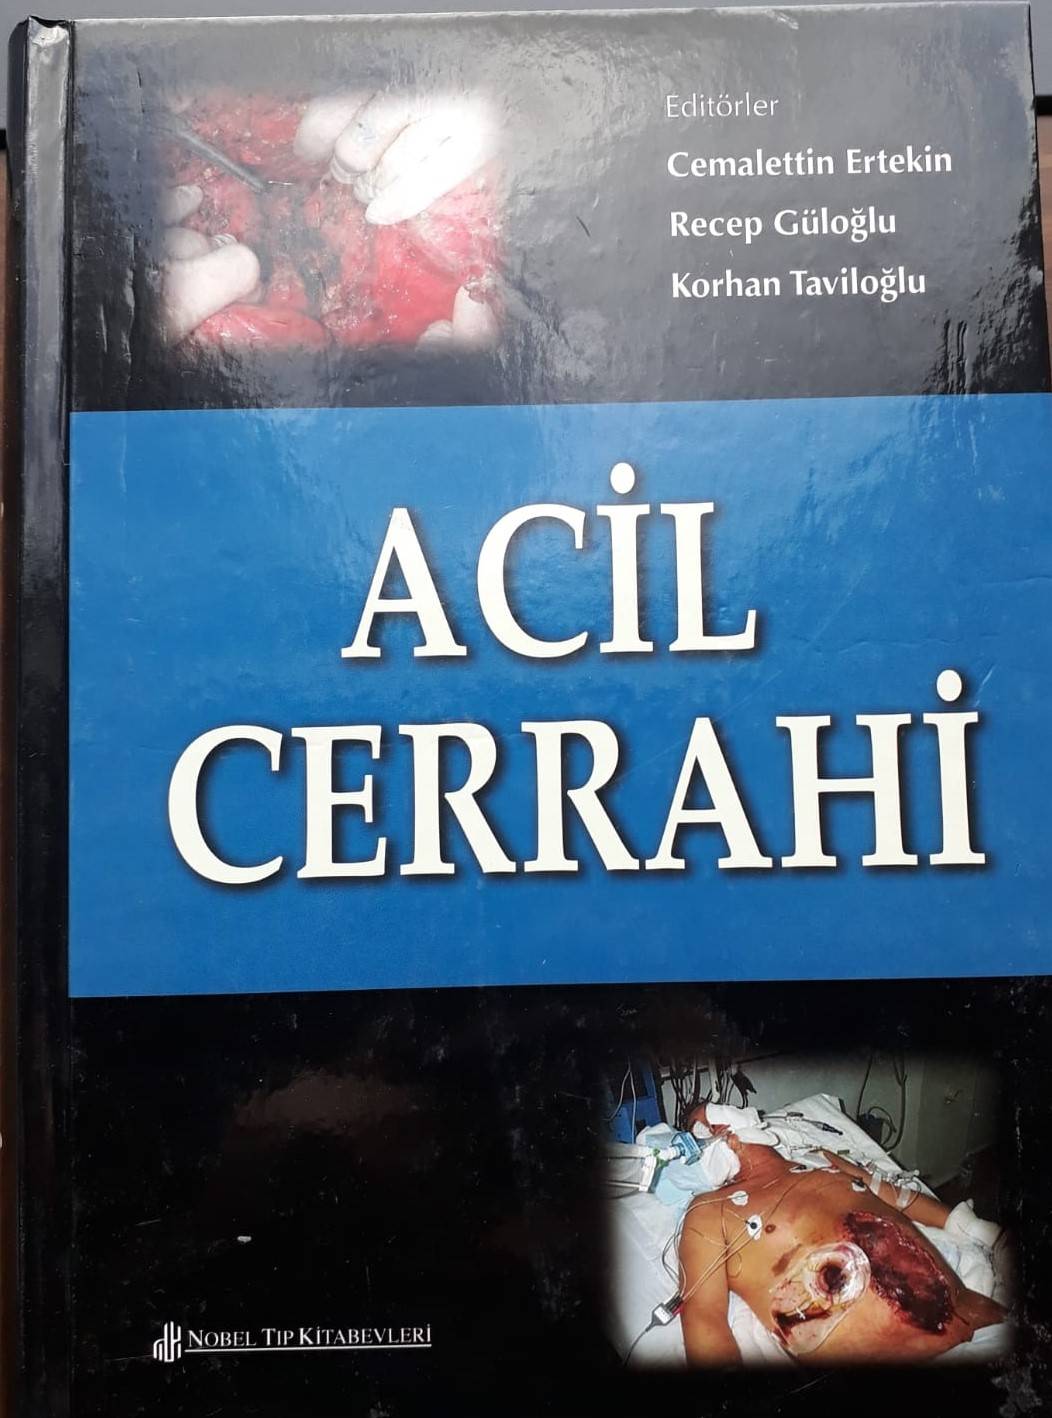 Editörler
Cemalettin Ertekin
Recep Güloğlu
Korhan Taviloğlu
ACİL
CERRAHİ
NOBEL TIP KİTABEVLERİ